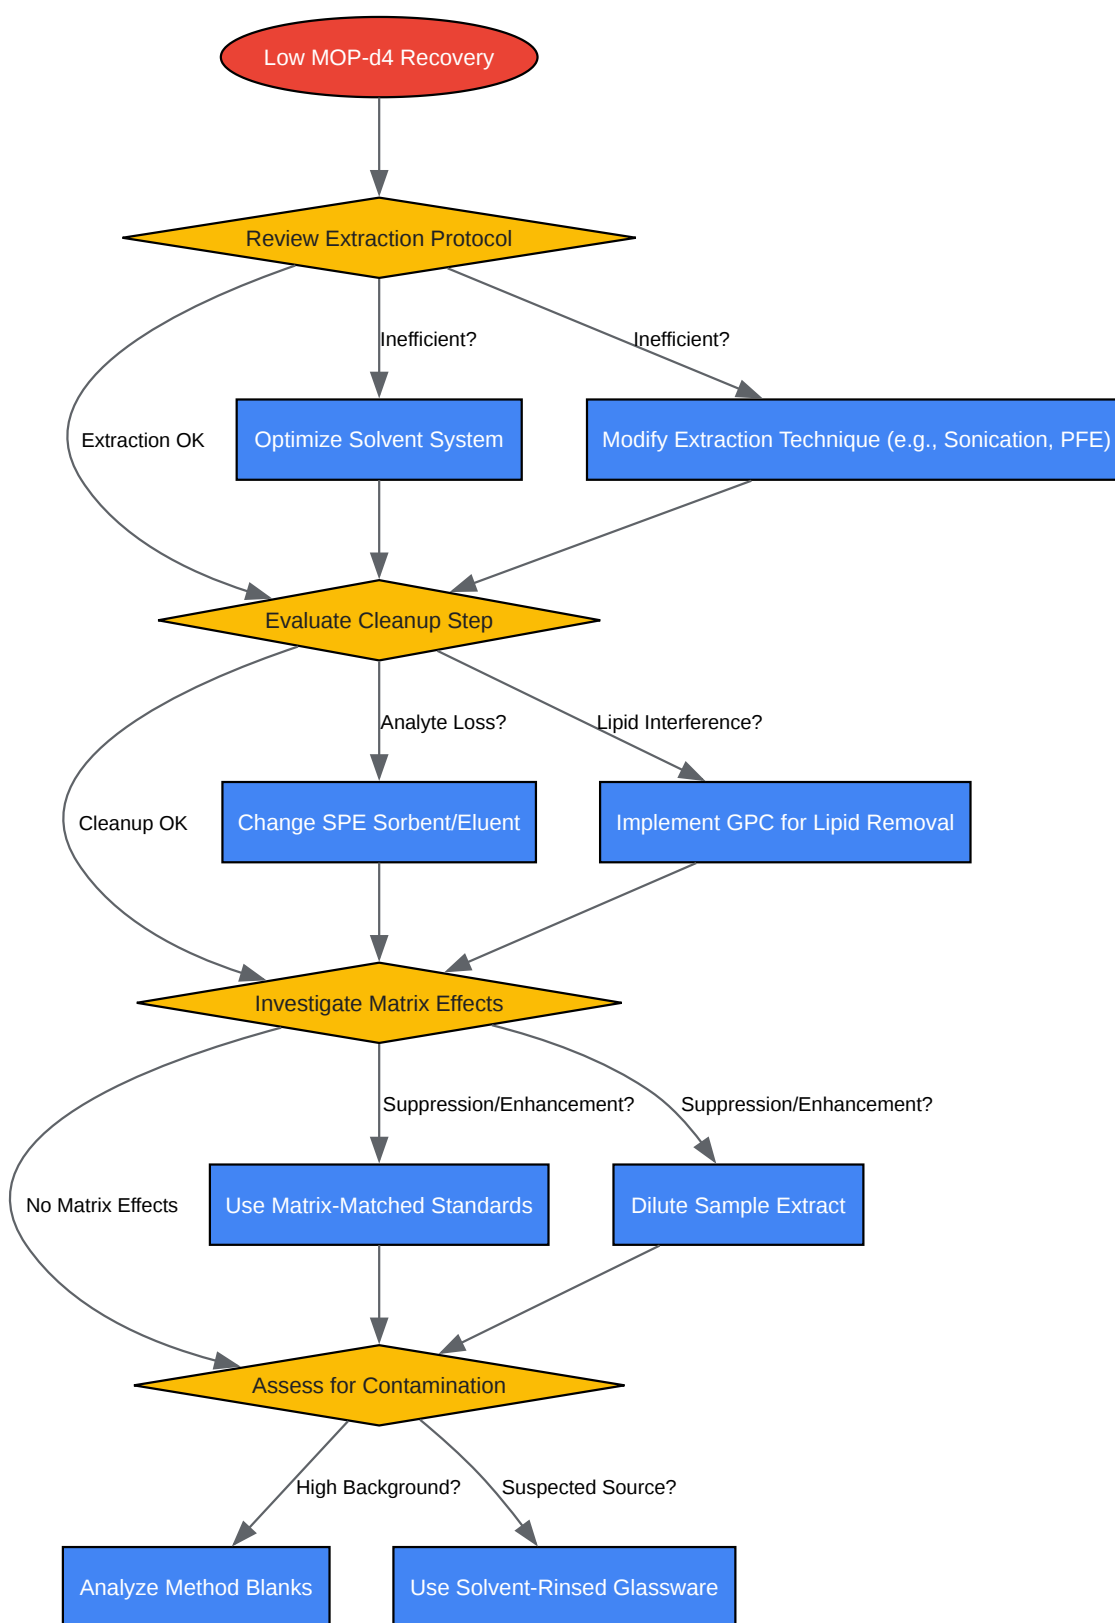 Low MOP-d4 Recovery
Review Extraction Protocol
Inefficient?
Inefficient?
Extraction OK
Optimize Solvent System
Modify Extraction Technique (e.g., Sonication, PFE)
Evaluate Cleanup Step
Analyte Loss?
Lipid Interference?
Cleanup OK
Change SPE Sorbent/Eluent
Implement GPC for Lipid Removal
Investigate Matrix Effects
Suppression/Enhancement?
Suppression/Enhancement?
No Matrix Effects
Use Matrix-Matched Standards
Dilute Sample Extract
Assess for Contamination
High Background?
Suspected Source?
Analyze Method Blanks
Use Solvent-Rinsed Glassware